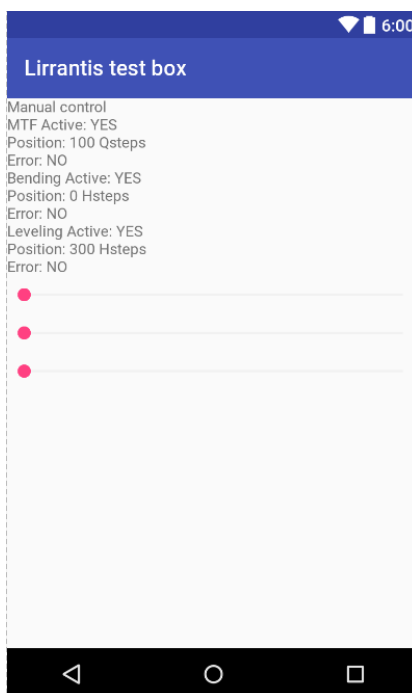 6:00
Lirrantis test box
Manual control
MTF Active: YES
Position: 100 Qsteps
Error: NO
Bending Active: YES
Position: 0 Hsteps
Error: NO
Leveling Active: YES
Position: 300 Hsteps
Error: NO